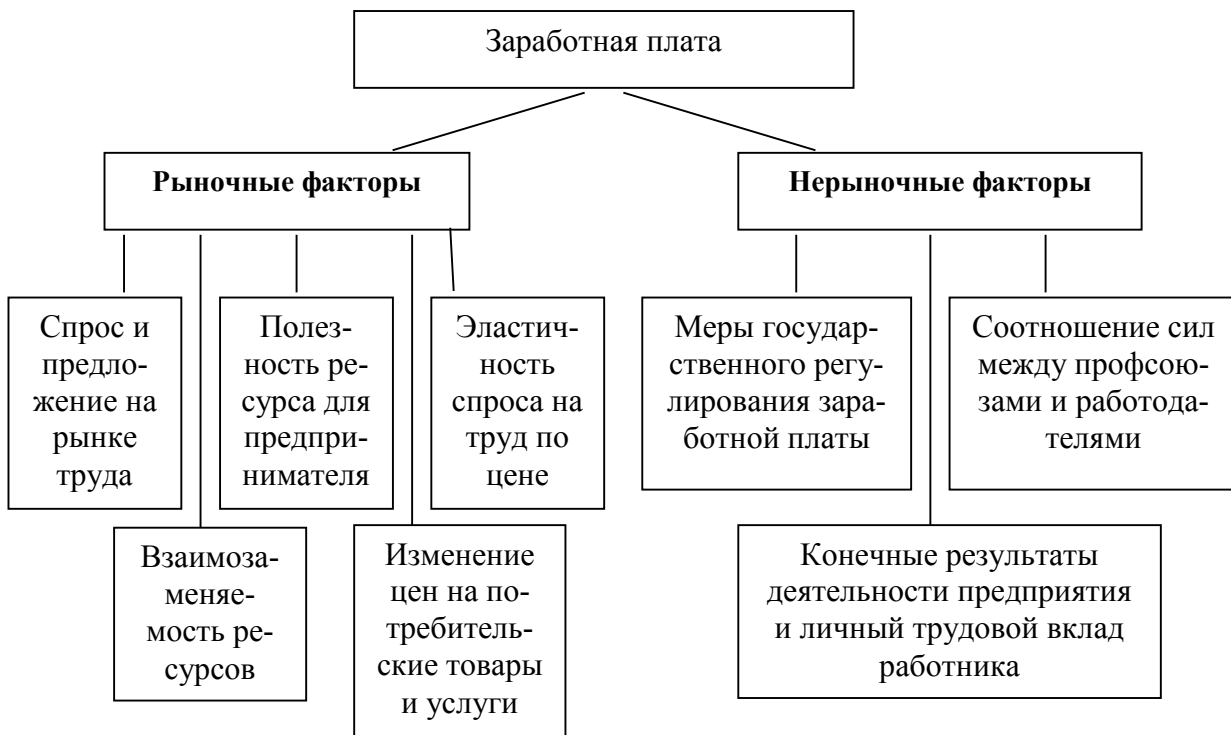 Заработная плата
Рыночные факторы
Нерыночные факторы
Спрос и
предло-
жение на
рынке
труда
Полез-
ность ре-
сурса для
предпри-
нимателя
Эластич-
ность
спроса на
труд по
цене
Меры государ-
ственного регу-
лирования зара-
ботной платы
Соотношение сил
между профсою-
зами и работода-
телями
Взаимоза-
меняе-
мость ре-
сурсов
Изменение
цен на по-
требитель-
ские товары
и услуги
Конечные результаты
деятельности предприятия
и личный трудовой вклад
работника